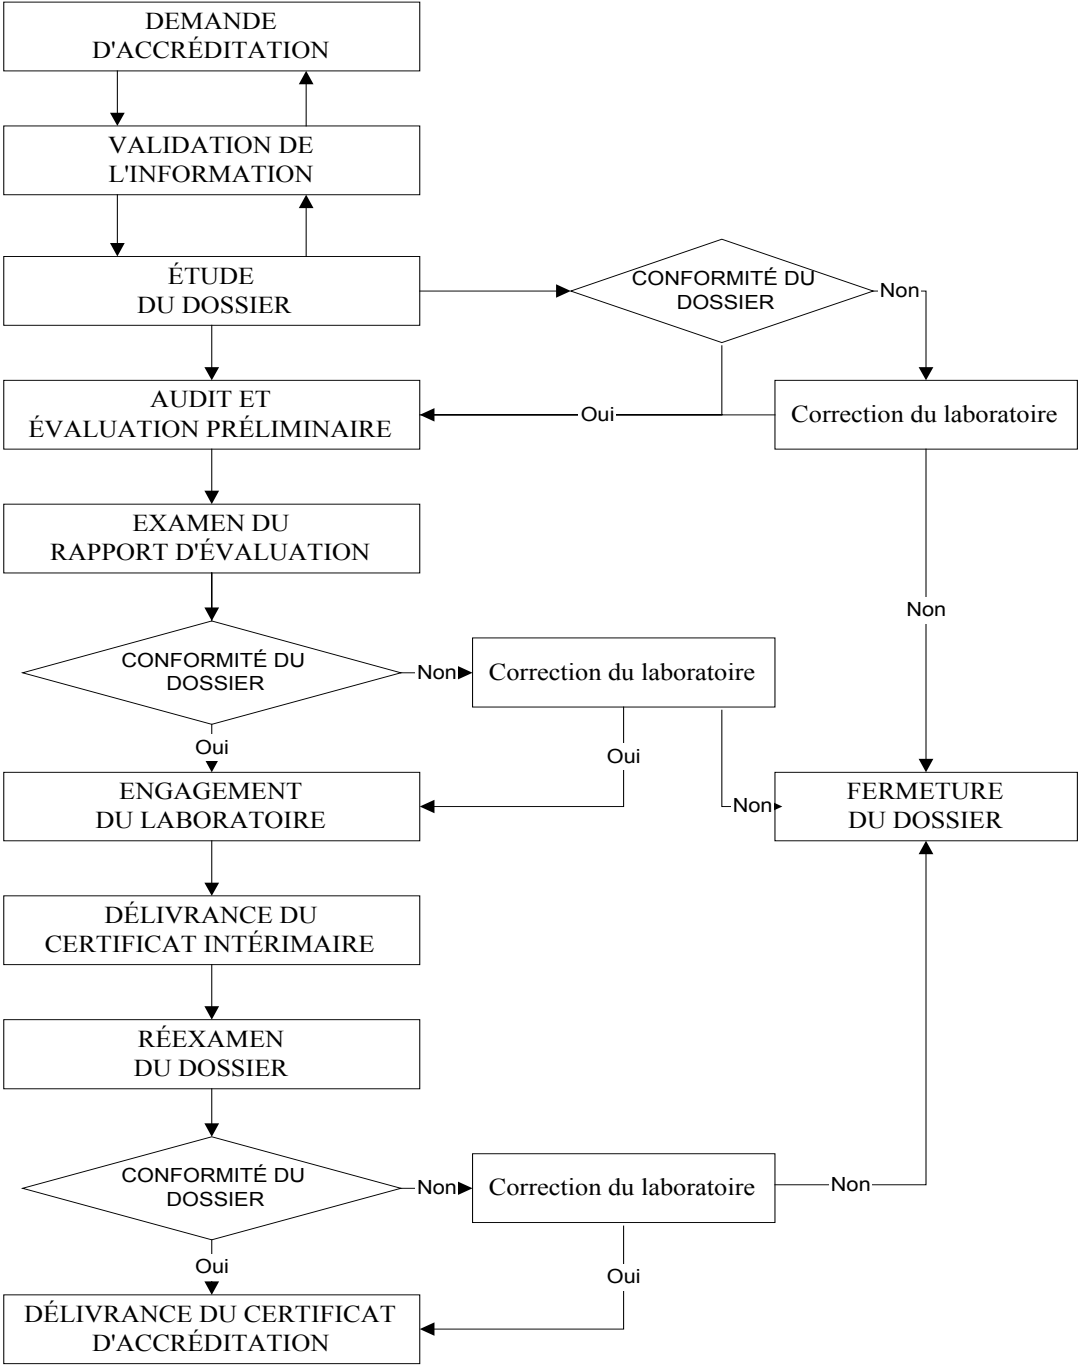 DEMANDE
D'ACCRÉDITATION
VALIDATION DE
L'INFORMATION
ÉTUDE
DU DOSSIER
CONFORMITÉ DU
DOSSIER
Non
AUDIT ET
ÉVALUATION PRÉLIMINAIRE
Oui
Correction du laboratoire
EXAMEN DU
RAPPORT D'ÉVALUATION
Non
CONFORMITÉ DU
DOSSIER
Non
Correction du laboratoire
Oui
Oui
ENGAGEMENT
DU LABORATOIRE
Non
FERMETURE
DU DOSSIER
DÉLIVRANCE DU
CERTIFICAT INTÉRIMAIRE
RÉEXAMEN
DU DOSSIER
CONFORMITÉ DU
DOSSIER
Non
Correction du laboratoire
Non
Oui
Oui
DÉLIVRANCE DU CERTIFICAT
D'ACCRÉDITATION